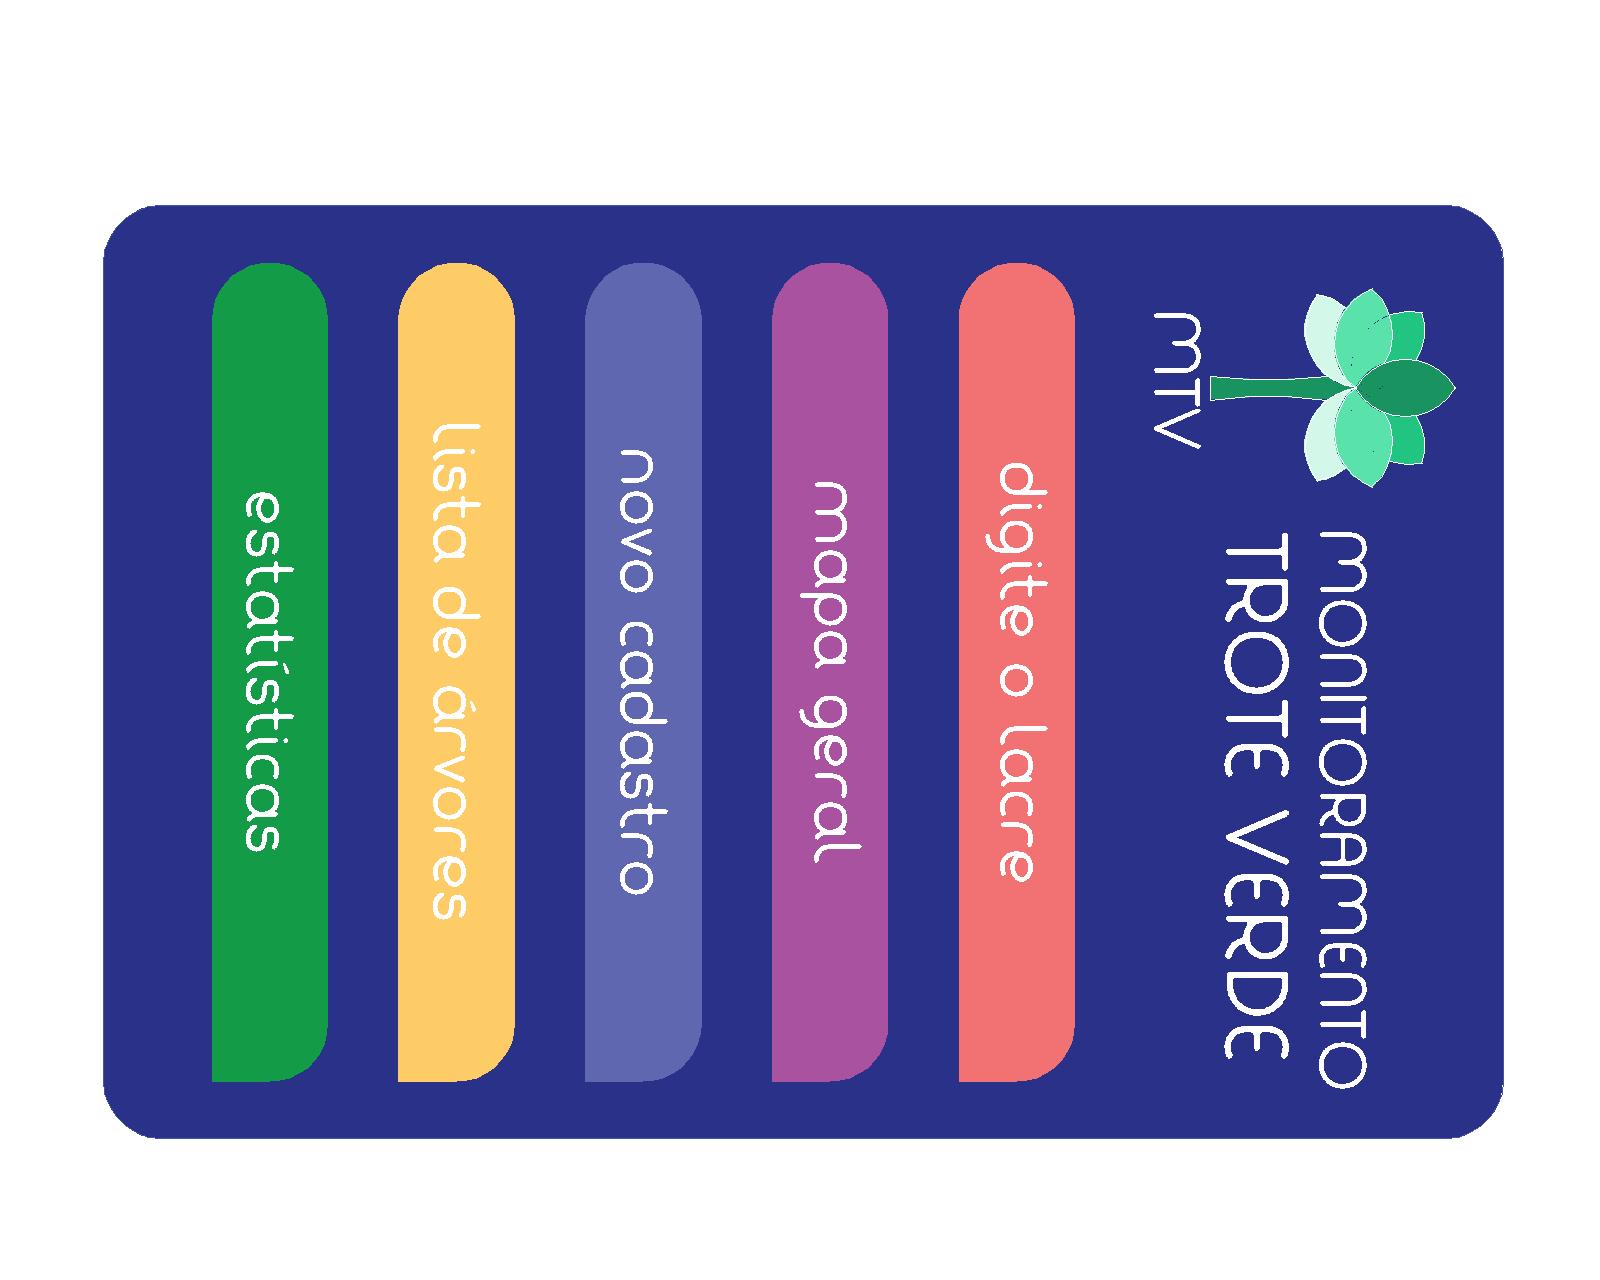 MONITORAMENTO
TROTE VERDE
MTV
digite o lacre
mapa geral
novo cadastro
lista de árvores
estatísticas